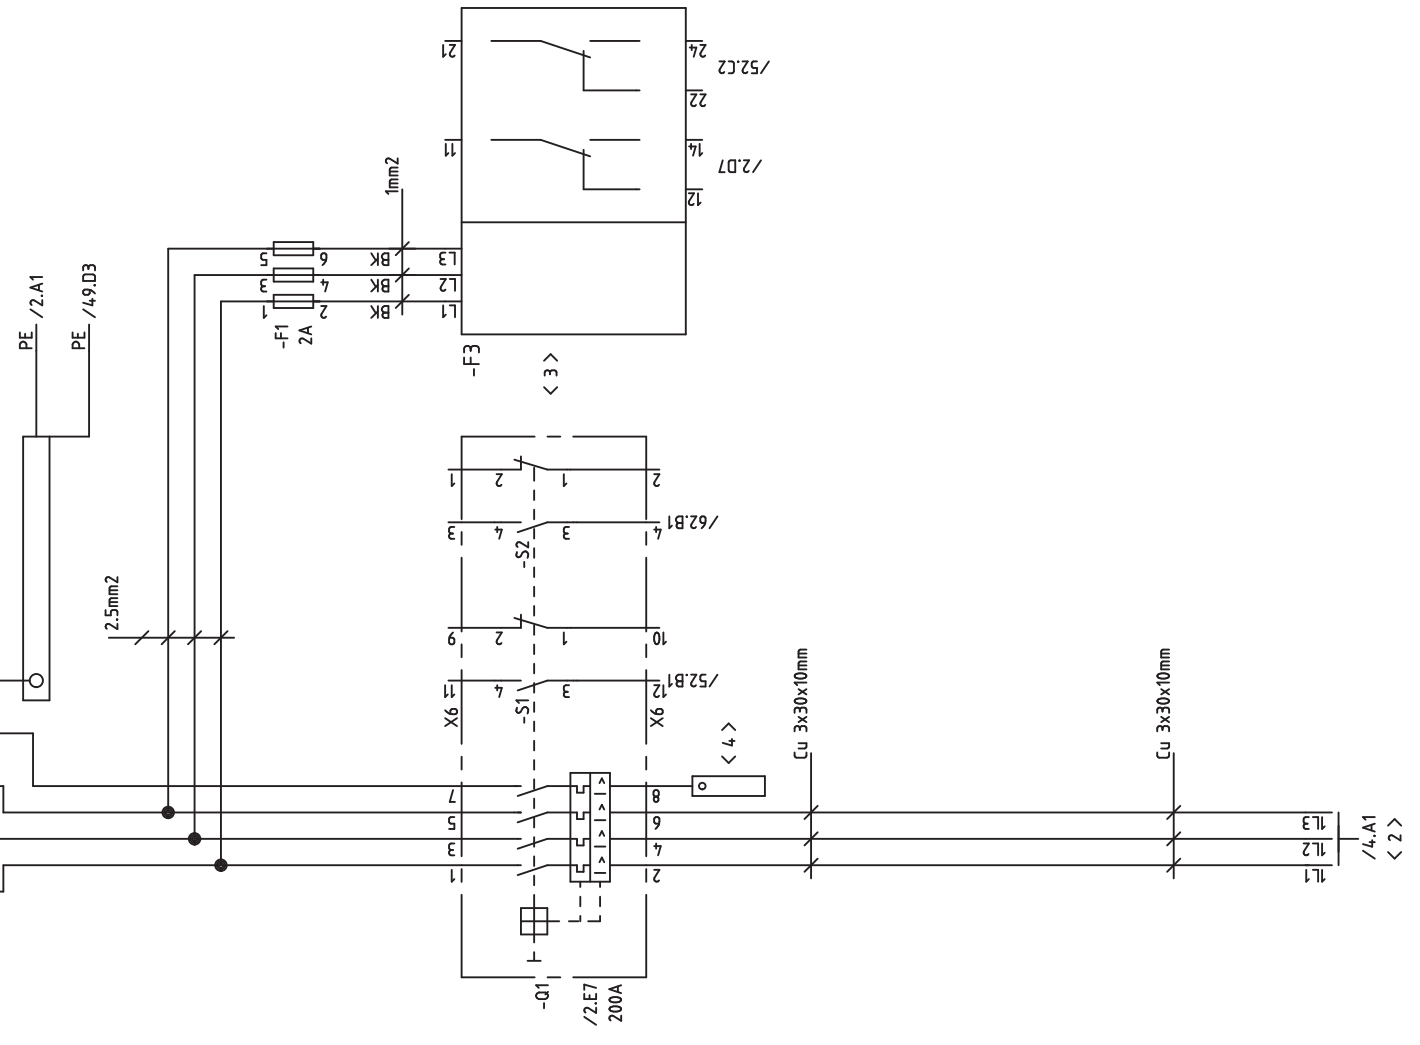 21
24
/52.C2
22
11
14
/2.D7
12
1mm2
5
6
BK
L3
3
4
BK
L2
1
2
BK
L1
-F1
2A
-F3
< 3 >
PE /2.A1
PE /49.D3
2.5mm2
1
2
1
2
3
4
3
4
/62.B1
-S2
9
2
1
10
11
4
3
12
/52.B1
X6
-S1
X6
< 4 >
7
8
5
6
3
4
1
2
Cu 3x30x10mm
Cu 3x30x10mm
1L3
1L2
1L1
/4.A1
< 2 >
-Q1
/2.E7
200A